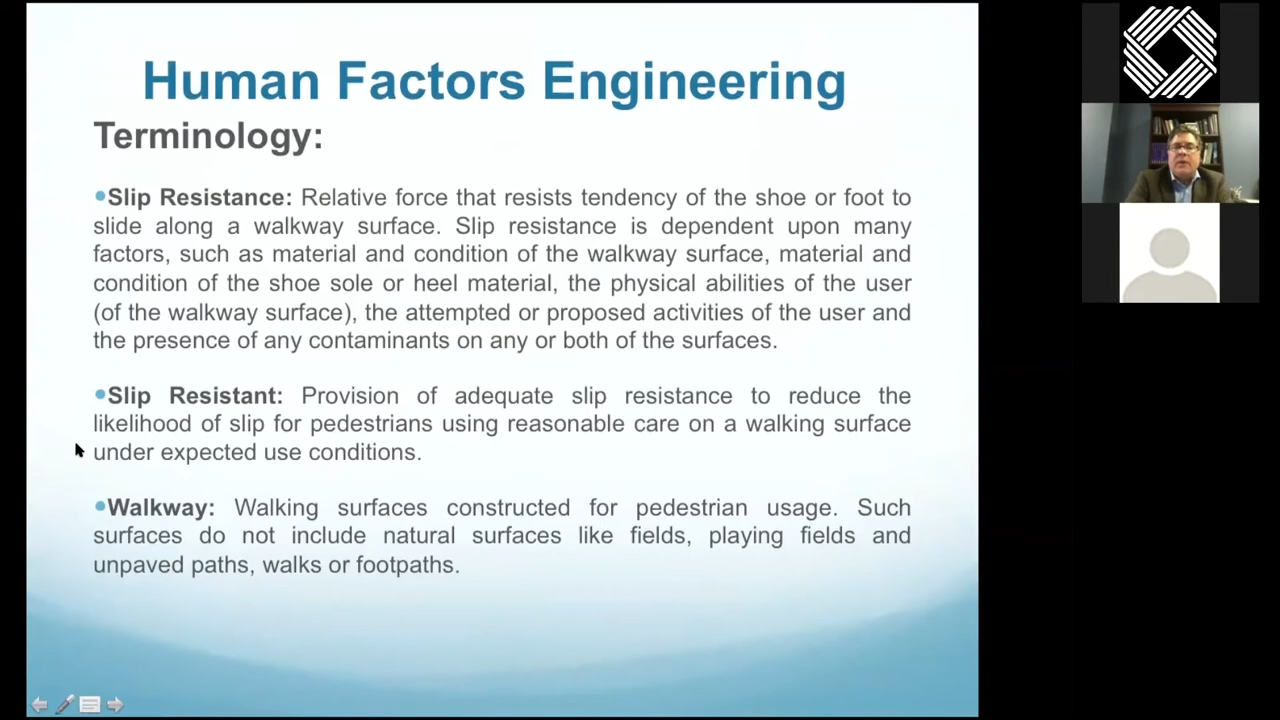 Human Factors Engineering
Terminology:
•Slip Resistance: Relative force that resists tendency of the shoe or foot to
slide along a walkway surface. Slip resistance is dependent upon many
factors, such as material and condition of the walkway surface, material and
condition of the shoe sole or heel material, the physical abilities of the user
(of the walkway surface), the attempted or proposed activities of the user and
the presence of any contaminants on any or both of the surfaces.
•Slip Resistant: Provision of adequate slip resistance to reduce the
likelihood of slip for pedestrians using reasonable care on a walking surface
under expected use conditions.
•Walkway: Walking surfaces constructed for pedestrian usage. Such
surfaces do not include natural surfaces like fields, playing fields and
unpaved paths, walks or footpaths.